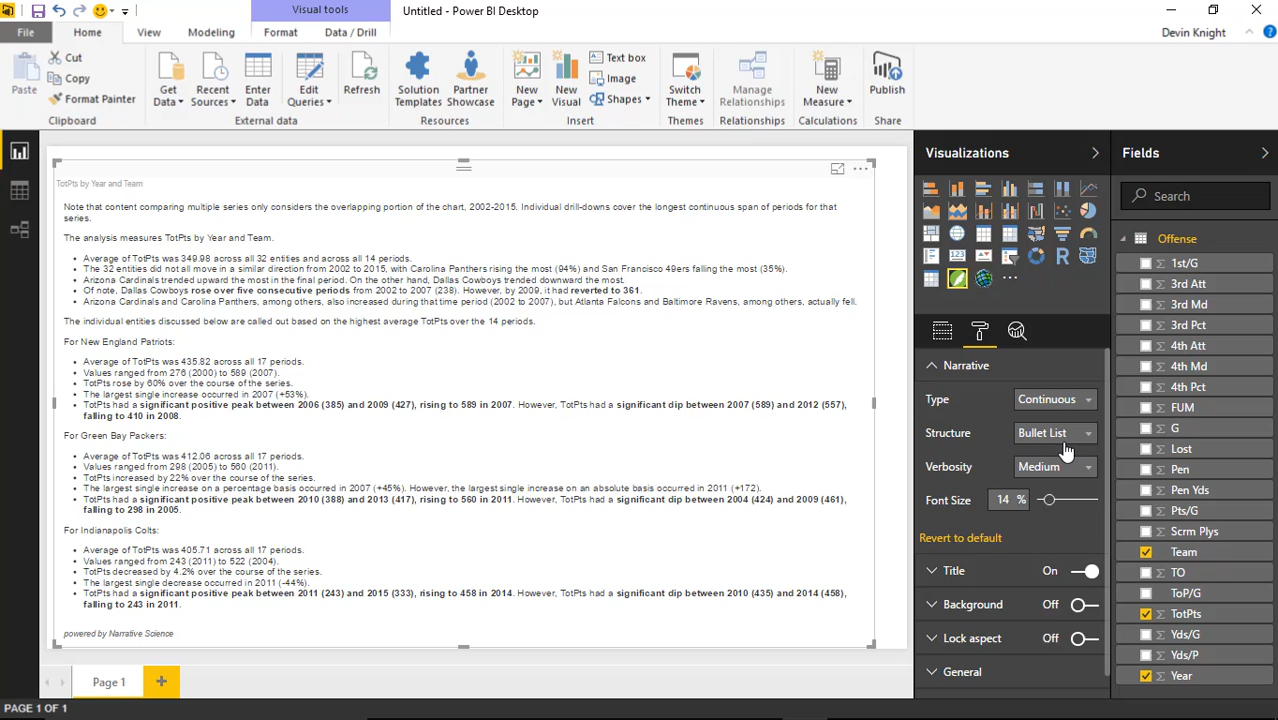 Visual tools
Untitled - Power BI Desktop
File
Home
View
Modeling
Format
Data / Drill
Devin Knight
Paste
Cut
Copy
Format Painter
Clipboard
Get Data
Recent Sources
Enter Data
Edit Queries
Refresh
External data
Solution Templates
Partner Showcase
Resources
New Page
New Visual
Text box
Image
Shapes
Insert
Switch Theme
Themes
Manage Relationships
Relationships
New Measure
Calculations
Publish
Share
TotPts by Year and Team
Note that content comparing multiple series only considers the overlapping portion of the chart, 2002-2015. Individual drill-downs cover the longest continuous span of periods for that
series.
The analysis measures TotPts by Year and Team.
• Average of TotPts was 349.98 across all 32 entities and across all 14 periods.
• The 32 entities did not all move in a similar direction from 2002 to 2015, with Carolina Panthers rising the most (94%) and San Francisco 49ers falling the most (35%).
• Arizona Cardinals trended upward the most in the final period. On the other hand, Dallas Cowboys trended downward the most.
• Of note, Dallas Cowboys rose over five consecutive periods from 2002 to 2007 (238). However, by 2009, it had reverted to 361.
• Arizona Cardinals and Carolina Panthers, among others, also increased during that time period (2002 to 2007), but Atlanta Falcons and Baltimore Ravens, among others, actually fell.
The individual entities discussed below are called out based on the highest average TotPts over the 14 periods.
For New England Patriots:
• Average of TotPts was 435.82 across all 17 periods.
• Values ranged from 276 (2000) to 589 (2007).
• TotPts rose by 60% over the course of the series.
• The largest single increase occurred in 2007 (+53%).
• TotPts had a significant positive peak between 2006 (385) and 2009 (427), rising to 589 in 2007. However, TotPts had a significant dip between 2007 (589) and 2012 (557),
falling to 410 in 2008.
For Green Bay Packers:
• Average of TotPts was 412.06 across all 17 periods.
• Values ranged from 298 (2005) to 560 (2011).
• TotPts increased by 22% over the course of the series.
• The largest single increase on a percentage basis occurred in 2007 (+45%). However, the largest single increase on an absolute basis occurred in 2011 (+172).
• TotPts had a significant positive peak between 2010 (388) and 2013 (417), rising to 560 in 2011. However, TotPts had a significant dip between 2004 (424) and 2009 (461),
falling to 298 in 2005.
For Indianapolis Colts:
• Average of TotPts was 405.71 across all 17 periods.
• Values ranged from 243 (2011) to 522 (2004).
• TotPts decreased by 4.2% over the course of the series.
• The largest single decrease occurred in 2011 (-44%).
• TotPts had a significant positive peak between 2011 (243) and 2015 (333), rising to 458 in 2014. However, TotPts had a significant dip between 2010 (435) and 2014 (458),
falling to 243 in 2011.
powered by Narrative Science
Visualizations
Narrative
Type Continuous
Structure Bullet List
Verbosity Medium
Font Size 14 %
Revert to default
Title On
Background Off
Lock aspect Off
General
Fields
Search
Offense
1st/G
3rd Att
3rd Md
3rd Pct
4th Att
4th Md
4th Pct
FUM
G
Lost
Pen
Pen Yds
Pts/G
Scrm Plys
Team
TO
ToP/G
TotPts
Yds/G
Yds/P
Year
Page 1
PAGE 1 OF 1